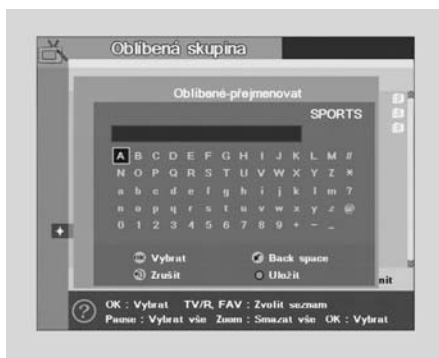 Oblíbená skupina
Oblíbené-přejmenovat
SPORTS
A B C D E F G H I J K L M #
N O P Q R S T U V W X Y Z *
a b c d e f g h i j k l m ?
n o p q r s t u v w x y z @
0 1 2 3 4 5 6 7 8 9 + - _
Vybrat Back space
Zrušit Uložit
nit
OK : Vybrat TV/R, FAV : Zvolit seznam
Pause : Vybrat vše Zoom : Smazat vše OK : Vybrat